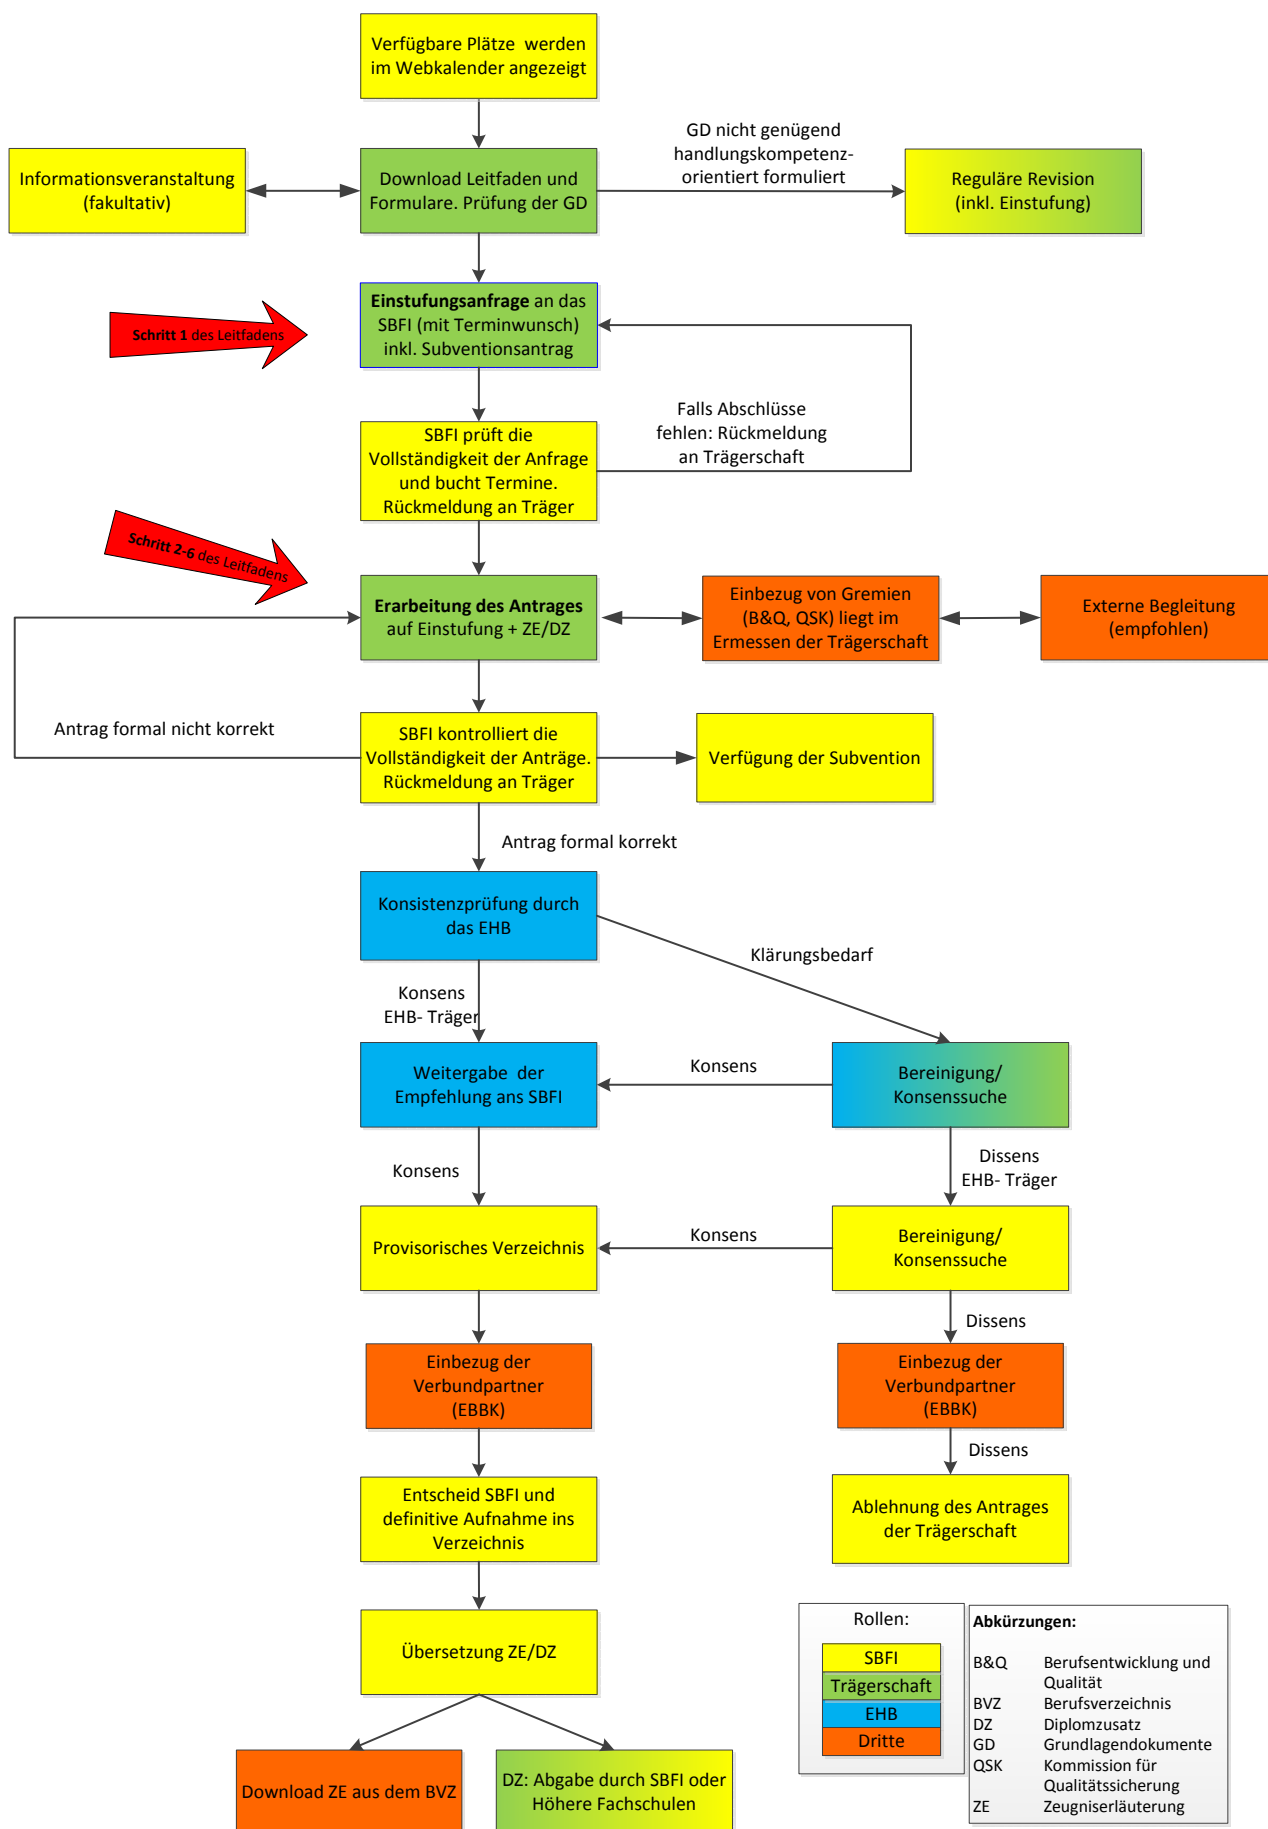 Verfügbare Plätze werden
im Webkalender angezeigt
GD nicht genügend
handlungskompetenz-
orientiert formuliert
Informationsveranstaltung
(fakultativ)
Download Leitfaden und
Formulare. Prüfung der GD
Reguläre Revision
(inkl. Einstufung)
Schritt 1 des Leitfadens
Einstufungsanfrage an das
SBFI (mit Terminwunsch)
inkl. Subventionsantrag
Falls Abschlüsse
fehlen: Rückmeldung
an Trägerschaft
SBFI prüft die
Vollständigkeit der Anfrage
und bucht Termine.
Rückmeldung an Träger
Schritt 2-6 des Leitfadens
Erarbeitung des Antrages
auf Einstufung + ZE/DZ
Einbezug von Gremien
(B&Q, QSK) liegt im
Ermessen der Trägerschaft
Externe Begleitung
(empfohlen)
Antrag formal nicht korrekt
SBFI kontrolliert die
Vollständigkeit der Anträge.
Rückmeldung an Träger
Verfügung der Subvention
Antrag formal korrekt
Konsistenzprüfung durch
das EHB
Klärungsbedarf
Konsens
EHB- Träger
Weitergabe der
Empfehlung ans SBFI
Konsens
Bereinigung/
Konsenssuche
Konsens
Dissens
EHB- Träger
Provisorisches Verzeichnis
Konsens
Bereinigung/
Konsenssuche
Dissens
Einbezug der
Verbundpartner
(EBBK)
Einbezug der
Verbundpartner
(EBBK)
Dissens
Entscheid SBFI und
definitive Aufnahme ins
Verzeichnis
Ablehnung des Antrages
der Trägerschaft
Übersetzung ZE/DZ
Download ZE aus dem BVZ
DZ: Abgabe durch SBFI oder
Höhere Fachschulen
Rollen:
SBFI
Trägerschaft
EHB
Dritte
Abkürzungen:
B&Q Berufsentwicklung und
Qualität
BVZ Berufsverzeichnis
DZ Diplomzusatz
GD Grundlagendokumente
QSK Kommission für
Qualitätssicherung
ZE Zeugniserläuterung